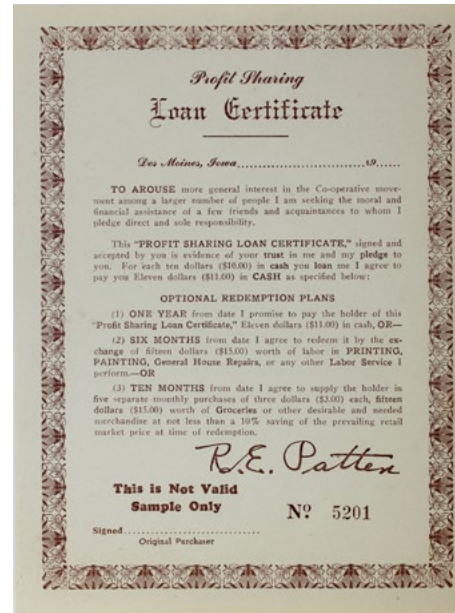 Profit Sharing
Loan Certificate
Des Moines, Iowa..............................19......
TO AROUSE more general interest in the Co-operative move-
ment among a larger number of people I am seeking the moral and
financial assistance of a few friends and acquaintances to whom I
pledge direct and sole responsibility.
This "PROFIT SHARING LOAN CERTIFICATE," signed and
accepted by you is evidence of your trust in me and my pledge to
you. For each ten dollars ($10.00) in cash you loan me I agree to
pay you Eleven dollars ($11.00) in CASH as specified below:
OPTIONAL REDEMPTION PLANS
(1) ONE YEAR from date I promise to pay the holder of this
"Profit Sharing Loan Certificate," Eleven dollars ($11.00) in cash, OR—
(2) SIX MONTHS from date I agree to redeem it by the ex-
change of fifteen dollars ($15.00) worth of labor in PRINTING,
PAINTING, General House Repairs, or any other Labor Service I
perform.—OR
(3) TEN MONTHS from date I agree to supply the holder in
five separate monthly purchases of three dollars ($3.00) each, fifteen
dollars ($15.00) worth of Groceries or other desirable and needed
merchandise at not less than a 10% saving of the prevailing retail
market price at time of redemption.
R.E. Patten
This is Not Valid
Sample Only
Nº 5201
Signed..............................
Original Purchaser